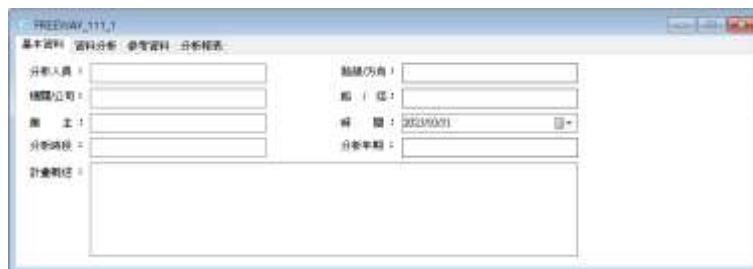 FREEWAY_111_1
基本資料 資料分析 參考資料 分析報表
分析人員：
路線/方向：
機關/公司：
業 主：
時 間：
2023/03/31
分析時段：
分析年期：
計畫概述：